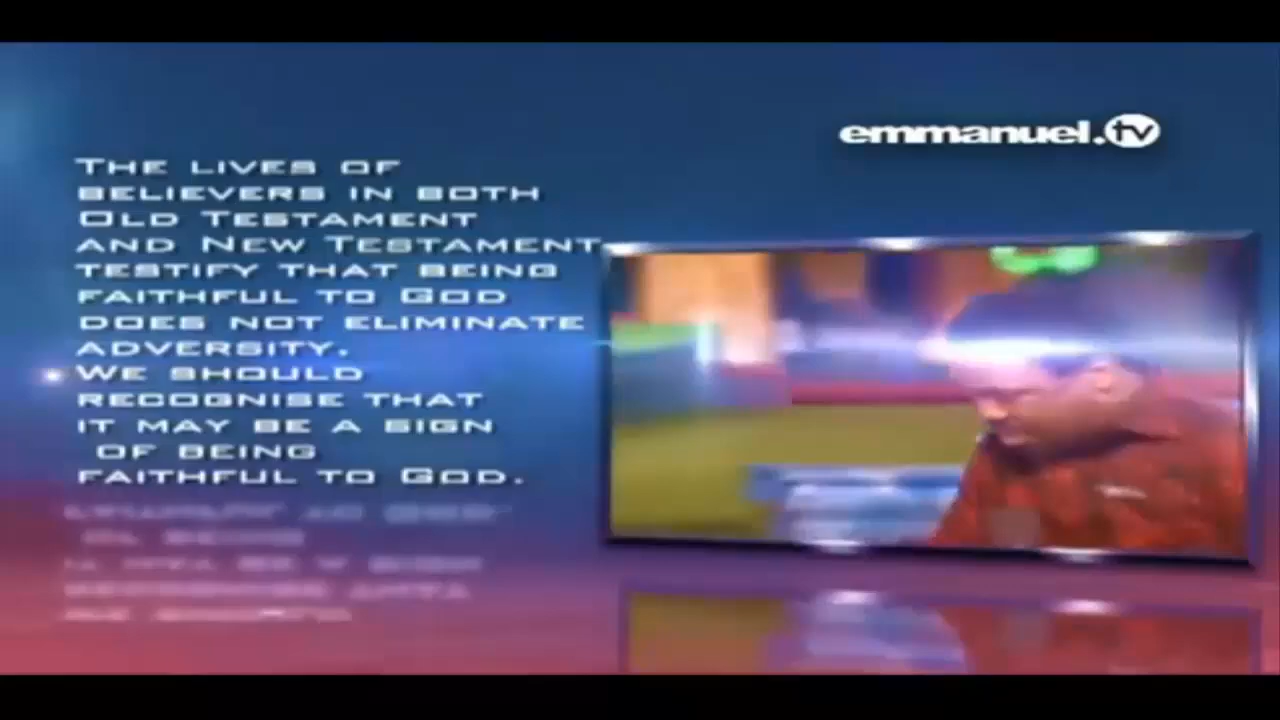 emmanuel.tv
The lives of
believers in both
Old Testament
and New Testament
testify that being
faithful to God
does not eliminate
adversity.
We should
recognise that
it may be a sign
of being
faithful to God.